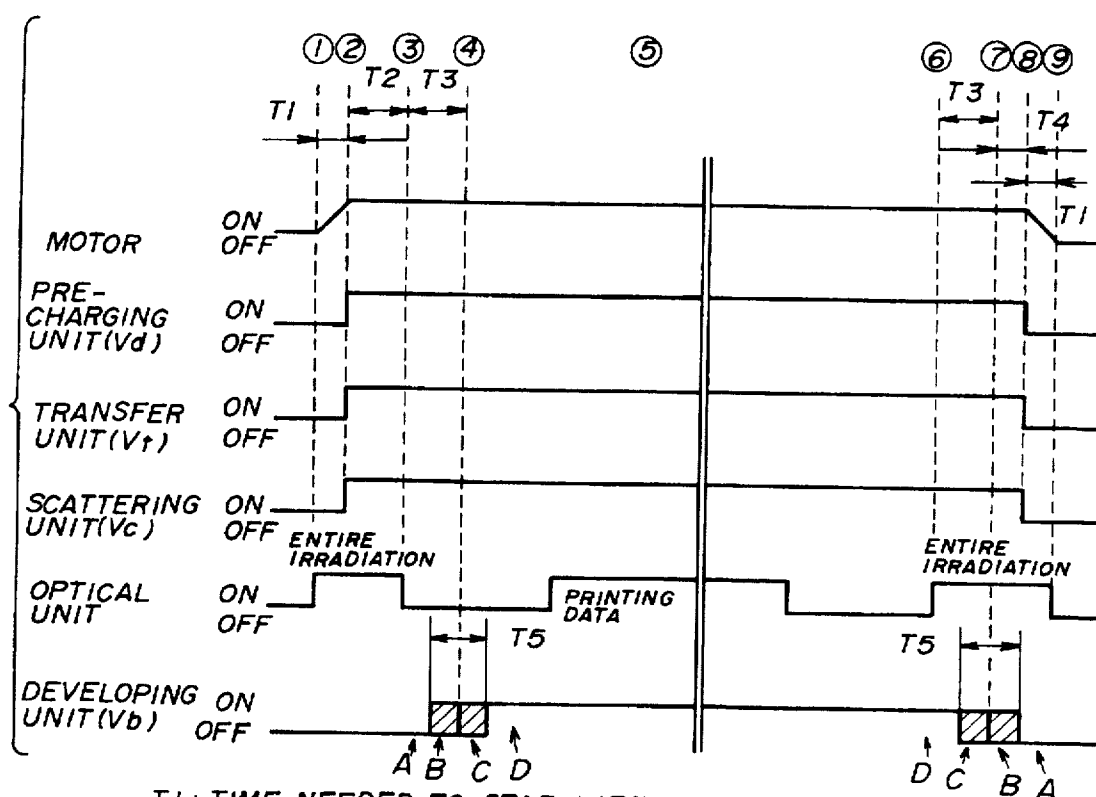 ① ② ③ ④ ⑤ ⑥ ⑦ ⑧ ⑨
T2 T3 T3
T1 T4
T1
MOTOR ON
OFF
PRE-
CHARGING
UNIT(Vd) ON
OFF
TRANSFER
UNIT(Vt) ON
OFF
SCATTERING
UNIT(Vc) ON
OFF
ENTIRE
IRRADIATION
ENTIRE
IRRADIATION
OPTICAL
UNIT ON
OFF
PRINTING
DATA
T5 T5
DEVELOPING
UNIT(Vb) ON
OFF
A B C D D C B A